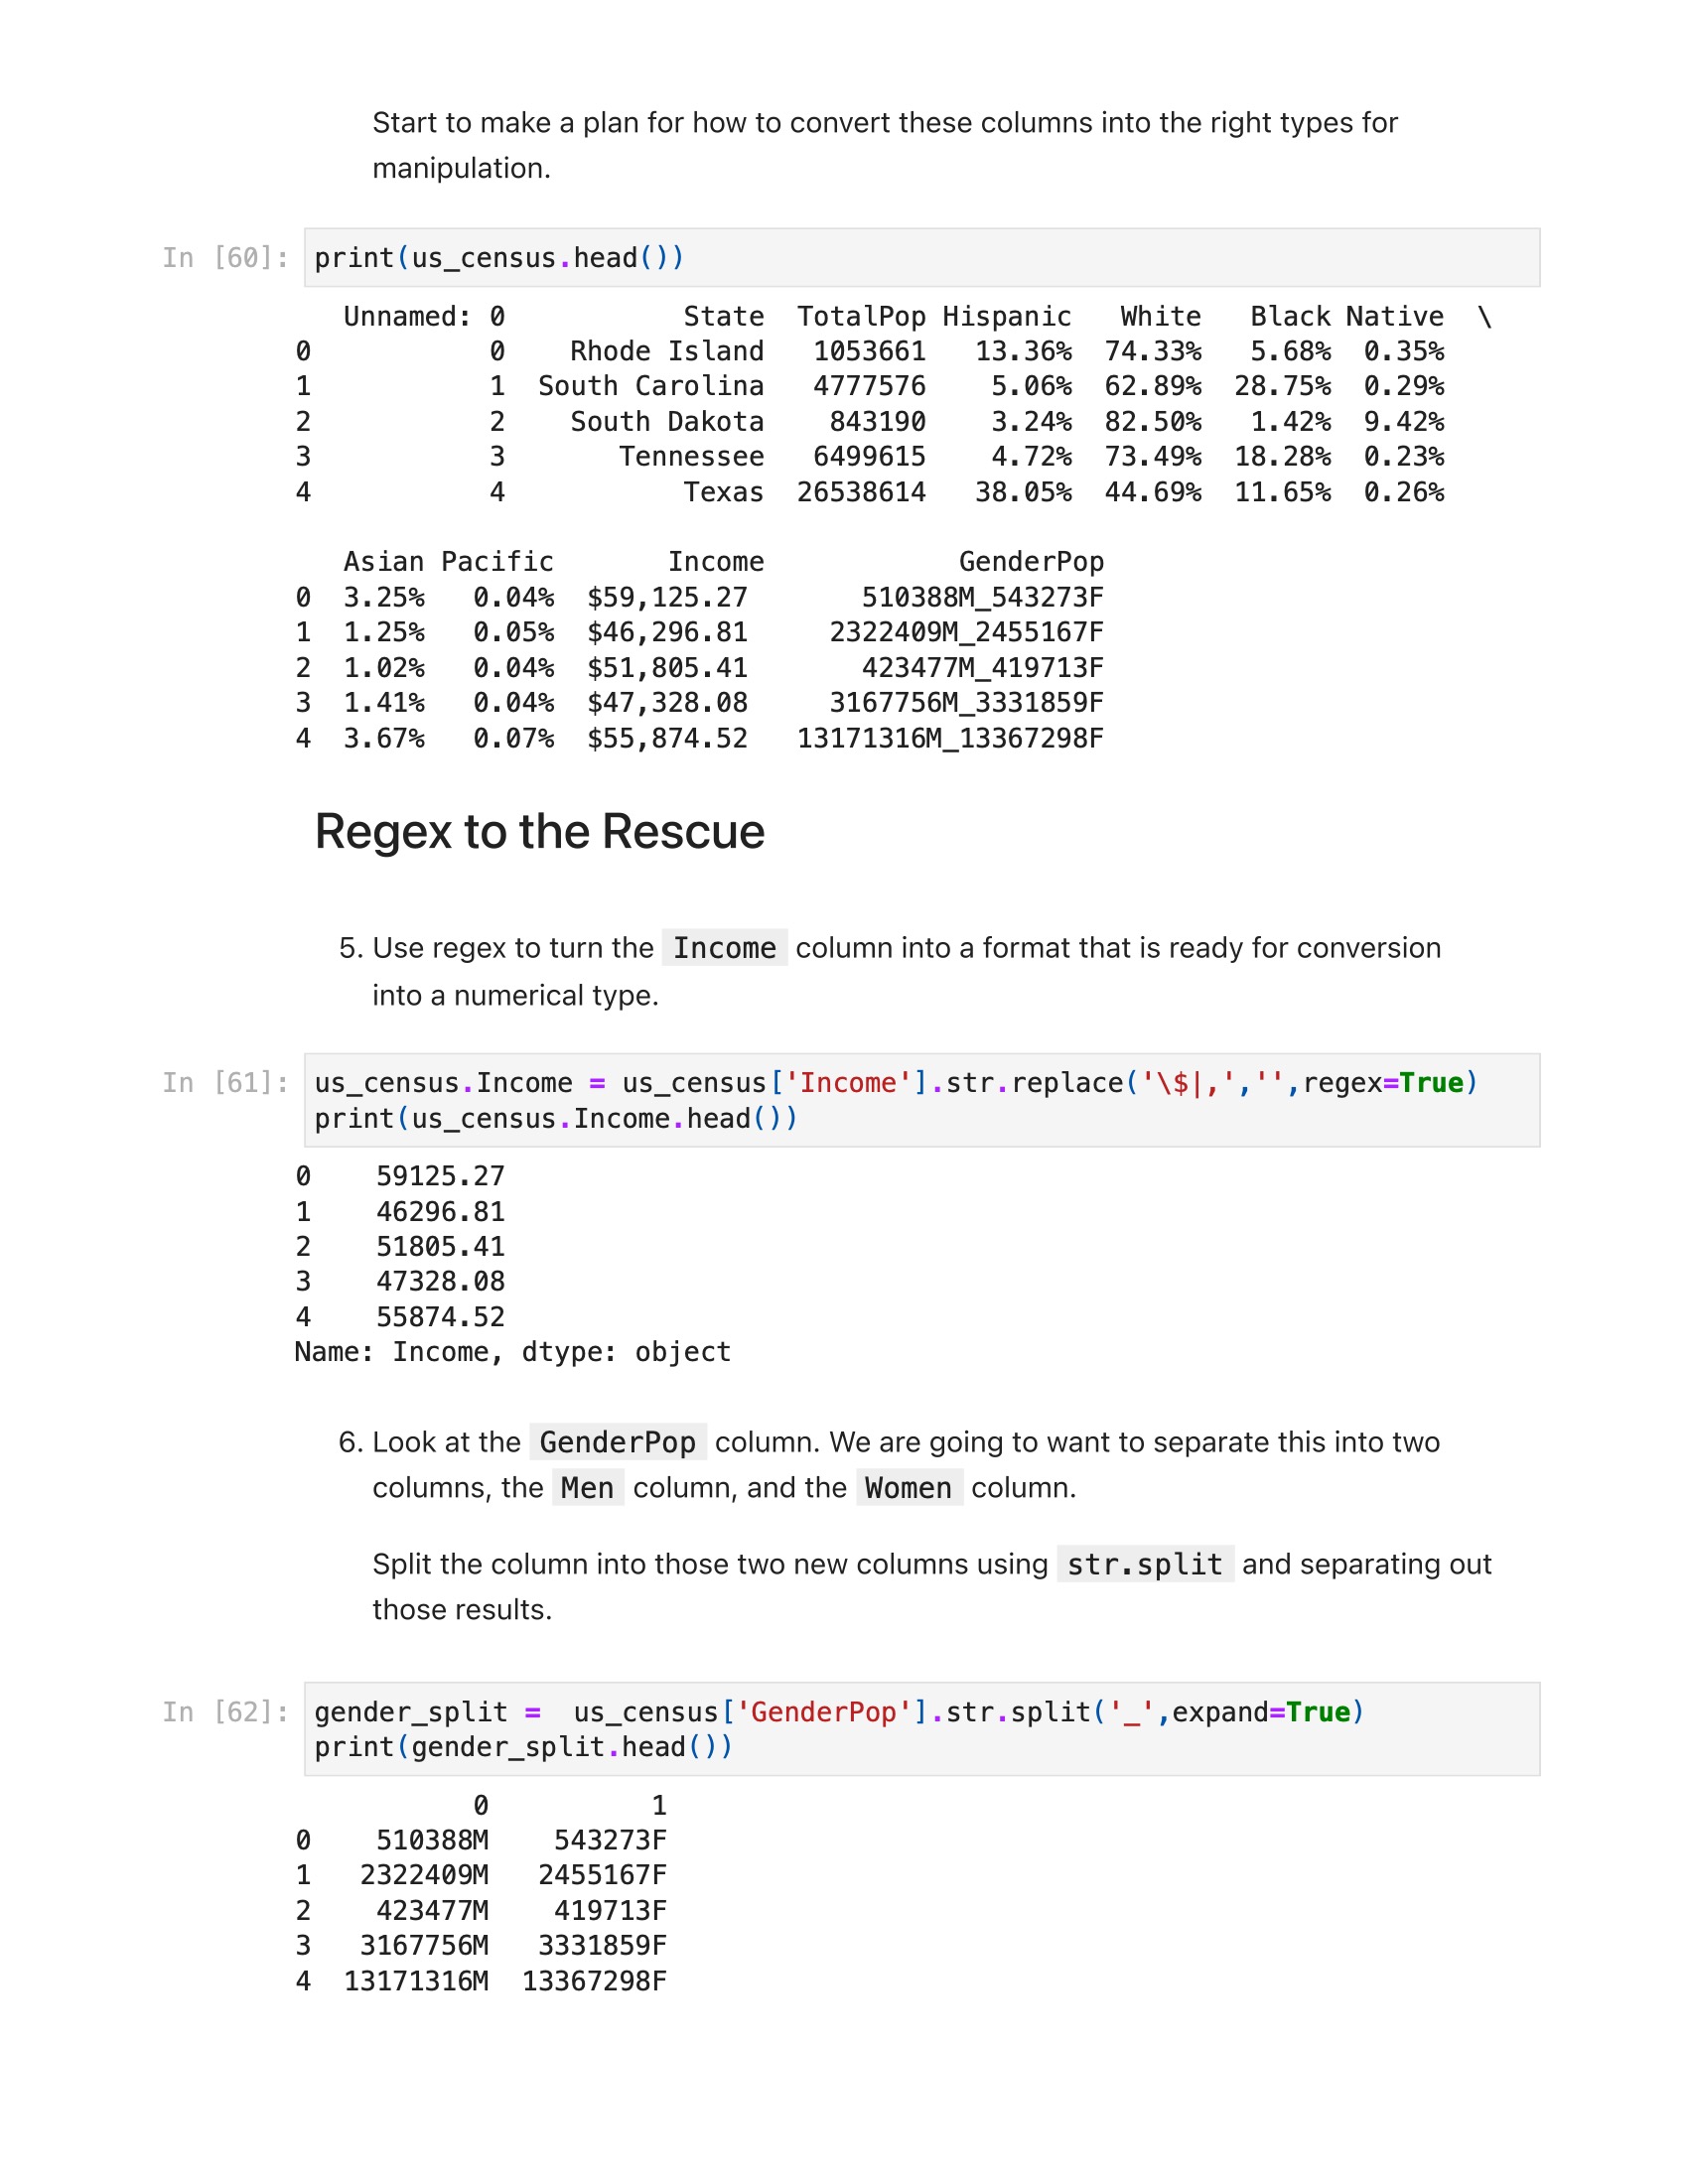 Start to make a plan for how to convert these columns into the right types for
manipulation.
In [60]: print(us_census.head())
   Unnamed: 0           State  TotalPop Hispanic   White   Black Native  \
0           0    Rhode Island   1053661   13.36%  74.33%   5.68%  0.35%
1           1  South Carolina   4777576    5.06%  62.89%  28.75%  0.29%
2           2    South Dakota    843190    3.24%  82.50%   1.42%  9.42%
3           3       Tennessee   6499615    4.72%  73.49%  18.28%  0.23%
4           4           Texas  26538614   38.05%  44.69%  11.65%  0.26%
   Asian Pacific       Income            GenderPop
0  3.25%   0.04%  $59,125.27       510388M_543273F
1  1.25%   0.05%  $46,296.81     2322409M_2455167F
2  1.02%   0.04%  $51,805.41       423477M_419713F
3  1.41%   0.04%  $47,328.08     3167756M_3331859F
4  3.67%   0.07%  $55,874.52   13171316M_13367298F
Regex to the Rescue
5. Use regex to turn the Income column into a format that is ready for conversion
into a numerical type.
In [61]: us_census.Income = us_census['Income'].str.replace('\$|,','',regex=True)
print(us_census.Income.head())
0    59125.27
1    46296.81
2    51805.41
3    47328.08
4    55874.52
Name: Income, dtype: object
6. Look at the GenderPop column. We are going to want to separate this into two
columns, the Men column, and the Women column.
Split the column into those two new columns using str.split and separating out
those results.
In [62]: gender_split =  us_census['GenderPop'].str.split('_',expand=True)
print(gender_split.head())
           0          1
0    510388M    543273F
1   2322409M   2455167F
2    423477M    419713F
3   3167756M   3331859F
4  13171316M  13367298F